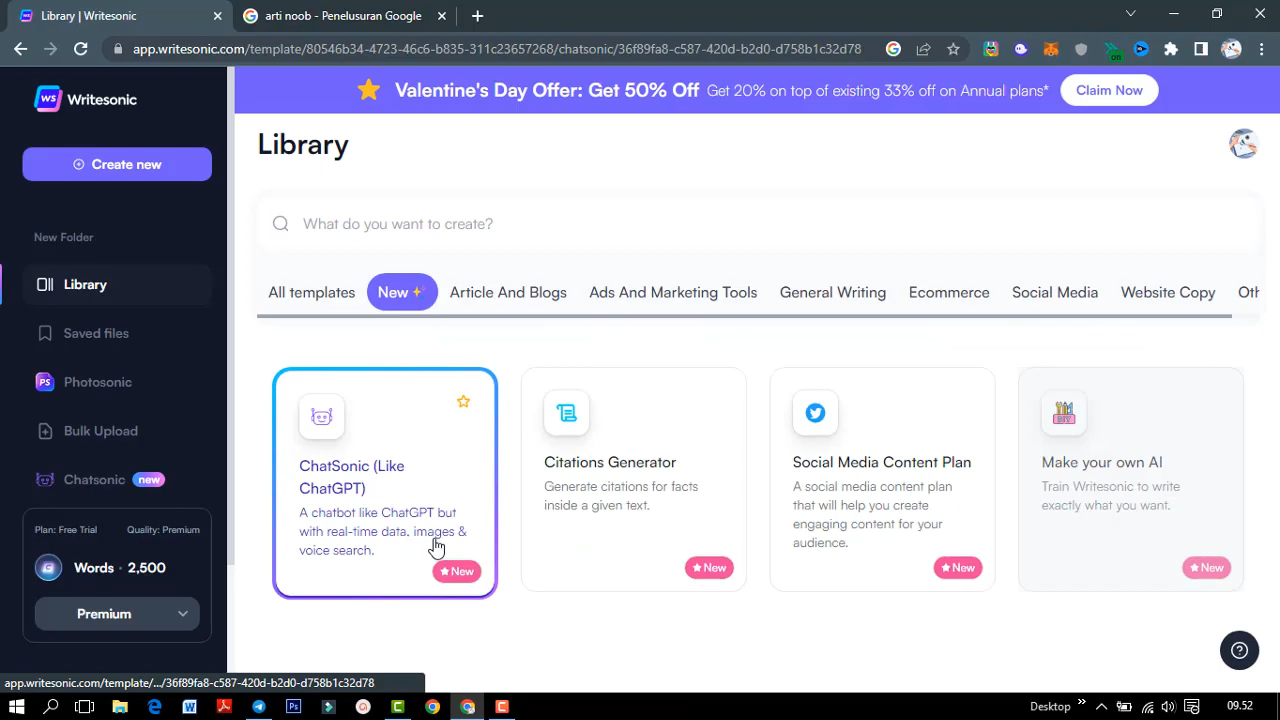 Library | Writesonic
arti noob - Penelusuran Google
app.writesonic.com/template/80546b34-4723-46c6-b835-311c23657268/chatsonic/36f89fa8-c587-420d-b2d0-d758b1c32d78
on
WS Writesonic
Create new
New Folder
Library
Saved files
PS Photosonic
Bulk Upload
Chatsonic new
Plan: Free Trial Quality: Premium
Words · 2,500
Premium
Valentine's Day Offer: Get 50% Off Get 20% on top of existing 33% off on Annual plans* Claim Now
Library
What do you want to create?
All templates New Article And Blogs Ads And Marketing Tools General Writing Ecommerce Social Media Website Copy Oth
ChatSonic (Like
ChatGPT)
A chatbot like ChatGPT but
with real-time data, images &
voice search.
New
Citations Generator
Generate citations for facts
inside a given text.
New
Social Media Content Plan
A social media content plan
that will help you create
engaging content for your
audience.
New
DIY
Make your own AI
Train Writesonic to write
exactly what you want.
New
app.writesonic.com/template/.../36f89fa8-c587-420d-b2d0-d758b1c32d78
Desktop
09.52